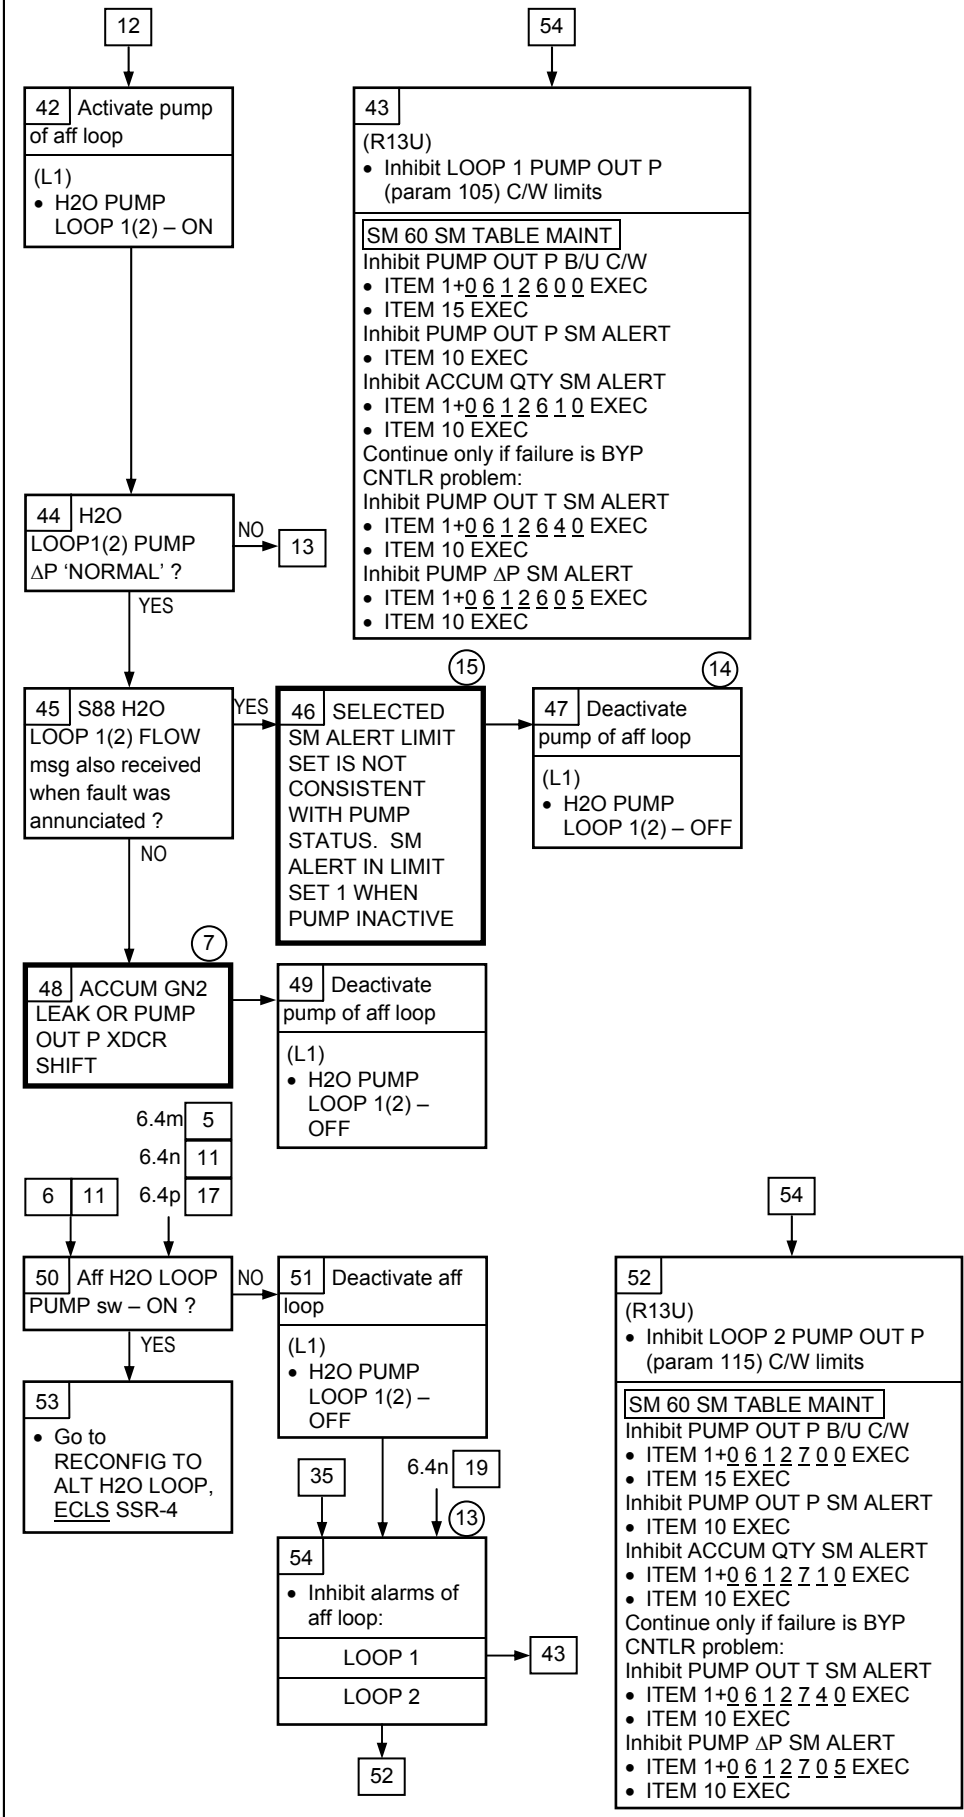 12
42 Activate pump
of aff loop
(L1)
• H2O PUMP
LOOP 1(2) – ON
54
43
(R13U)
• Inhibit LOOP 1 PUMP OUT P
(param 105) C/W limits
SM 60 SM TABLE MAINT
Inhibit PUMP OUT P B/U C/W
• ITEM 1+0 6 1 2 6 0 0 EXEC
• ITEM 15 EXEC
Inhibit PUMP OUT P SM ALERT
• ITEM 10 EXEC
Inhibit ACCUM QTY SM ALERT
• ITEM 1+0 6 1 2 6 1 0 EXEC
• ITEM 10 EXEC
Continue only if failure is BYP
CNTLR problem:
Inhibit PUMP OUT T SM ALERT
• ITEM 1+0 6 1 2 6 4 0 EXEC
• ITEM 10 EXEC
Inhibit PUMP ∆P SM ALERT
• ITEM 1+0 6 1 2 6 0 5 EXEC
• ITEM 10 EXEC
44 H2O
LOOP1(2) PUMP
∆P 'NORMAL' ?
NO
13
YES
45 S88 H2O
LOOP 1(2) FLOW
msg also received
when fault was
annunciated ?
YES
NO
15
46 SELECTED
SM ALERT LIMIT
SET IS NOT
CONSISTENT
WITH PUMP
STATUS. SM
ALERT IN LIMIT
SET 1 WHEN
PUMP INACTIVE
14
47 Deactivate
pump of aff loop
(L1)
• H2O PUMP
LOOP 1(2) – OFF
7
48 ACCUM GN2
LEAK OR PUMP
OUT P XDCR
SHIFT
49 Deactivate
pump of aff loop
(L1)
• H2O PUMP
LOOP 1(2) –
OFF
6.4m 5
6.4n 11
6 11 6.4p 17
50 Aff H2O LOOP
PUMP sw – ON ?
NO
YES
51 Deactivate aff
loop
(L1)
• H2O PUMP
LOOP 1(2) –
OFF
53
• Go to
RECONFIG TO
ALT H2O LOOP,
ECLS SSR-4
35
6.4n 19
13
54
• Inhibit alarms of
aff loop:
LOOP 1
43
LOOP 2
52
54
52
(R13U)
• Inhibit LOOP 2 PUMP OUT P
(param 115) C/W limits
SM 60 SM TABLE MAINT
Inhibit PUMP OUT P B/U C/W
• ITEM 1+0 6 1 2 7 0 0 EXEC
• ITEM 15 EXEC
Inhibit PUMP OUT P SM ALERT
• ITEM 10 EXEC
Inhibit ACCUM QTY SM ALERT
• ITEM 1+0 6 1 2 7 1 0 EXEC
• ITEM 10 EXEC
Continue only if failure is BYP
CNTLR problem:
Inhibit PUMP OUT T SM ALERT
• ITEM 1+0 6 1 2 7 4 0 EXEC
• ITEM 10 EXEC
Inhibit PUMP ∆P SM ALERT
• ITEM 1+0 6 1 2 7 0 5 EXEC
• ITEM 10 EXEC